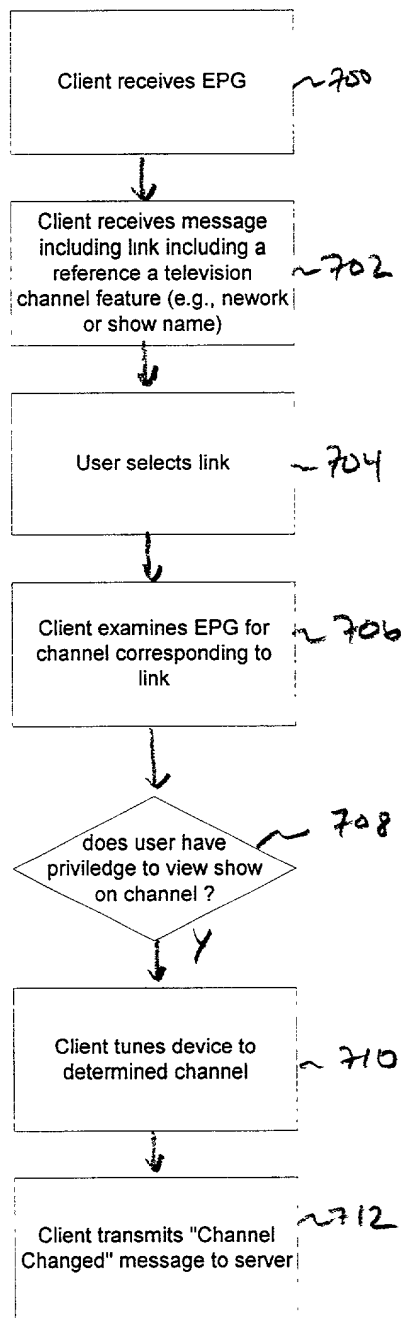 Client receives EPG
700
Client receives message
including link including a
reference a television
channel feature (e.g., nework
or show name)
702
User selects link
704
Client examines EPG for
channel corresponding to
link
706
does user have
priviledge to view show
on channel ?
708
Y
Client tunes device to
determined channel
710
Client transmits "Channel
Changed" message to server
712